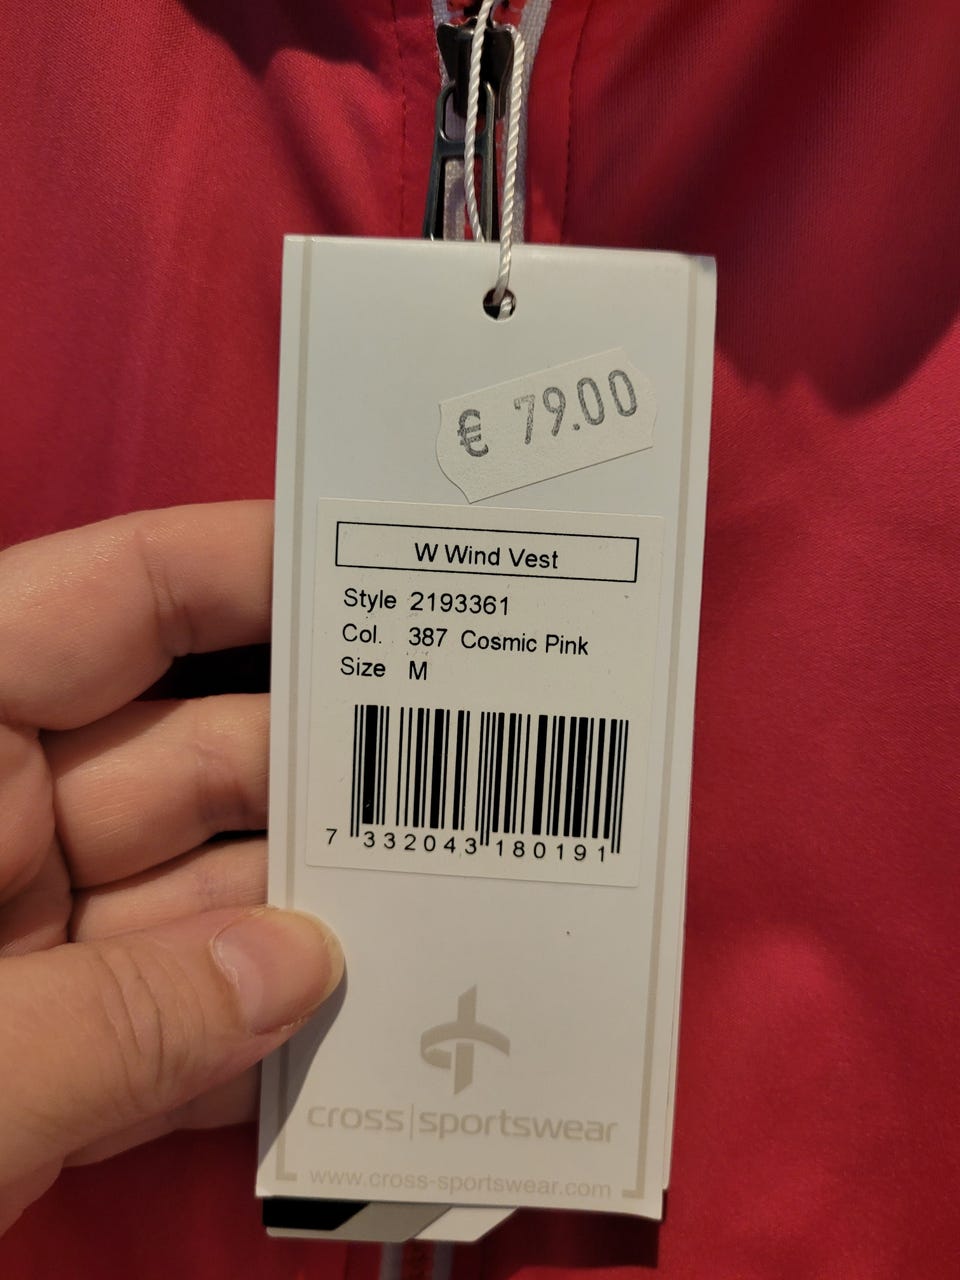 € 79.00
W Wind Vest
Style 2193361
Col. 387 Cosmic Pink
Size M
7 332043 180191
cross|sportswear
www.cross-sportswear.com